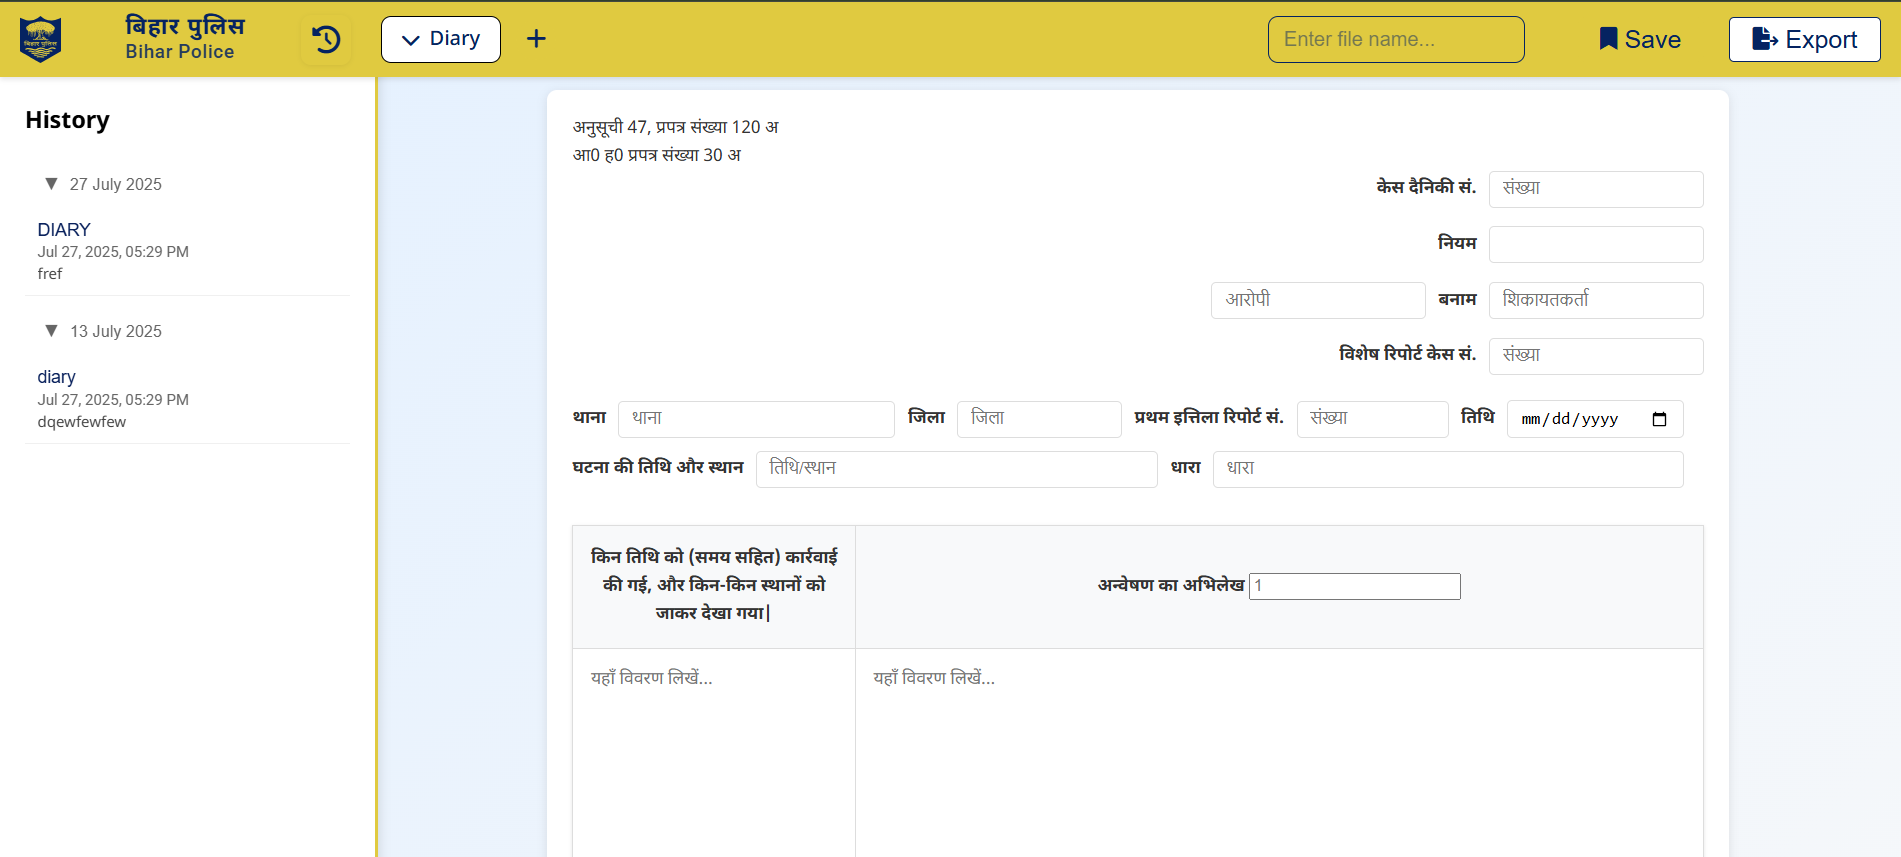 बिहार पुलिस
बिहार पुलिस
Bihar Police
Diary
+
Enter file name...
Save
Export
History
▼ 27 July 2025
DIARY
Jul 27, 2025, 05:29 PM
fref
▼ 13 July 2025
diary
Jul 27, 2025, 05:29 PM
dqewfewfew
अनुसूची 47, प्रपत्र संख्या 120 अ
आ0 ह0 प्रपत्र संख्या 30 अ
केस दैनिकी सं. संख्या
नियम
आरोपी बनाम शिकायतकर्ता
विशेष रिपोर्ट केस सं. संख्या
थाना थाना जिला जिला प्रथम इत्तिला रिपोर्ट सं. संख्या तिथि mm/dd/yyyy
घटना की तिथि और स्थान तिथि/स्थान धारा धारा
किन तिथि को (समय सहित) कार्रवाई
की गई, और किन-किन स्थानों को
जाकर देखा गया|
अन्वेषण का अभिलेख 1
यहाँ विवरण लिखें...
यहाँ विवरण लिखें...